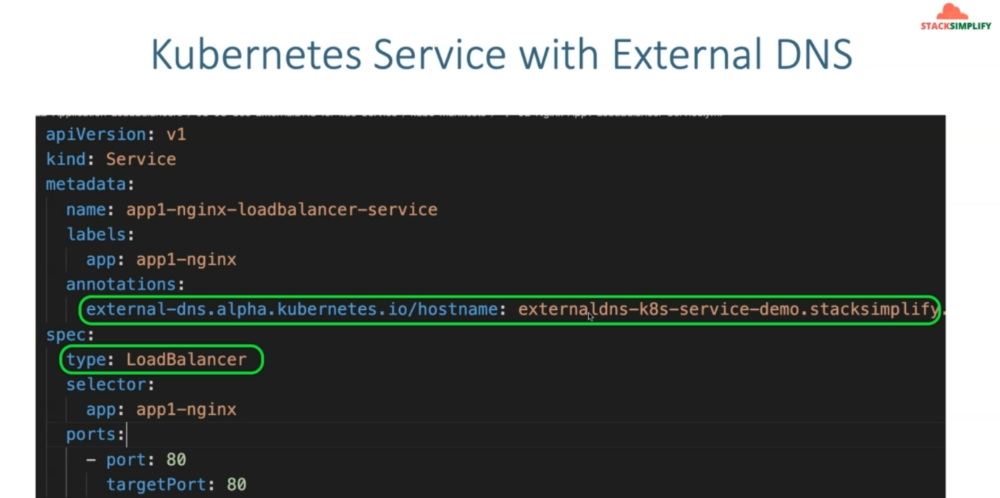 STACKSIMPLIFY
Kubernetes Service with External DNS
apiVersion: v1
kind: Service
metadata:
name: app1-nginx-loadbalancer-service
labels:
app: app1-nginx
annotations:
external-dns.alpha.kubernetes.io/hostname: externaldns-k8s-service-demo.stacksimplify.
spec:
type: LoadBalancer
selector:
app: app1-nginx
ports:
- port: 80
targetPort: 80